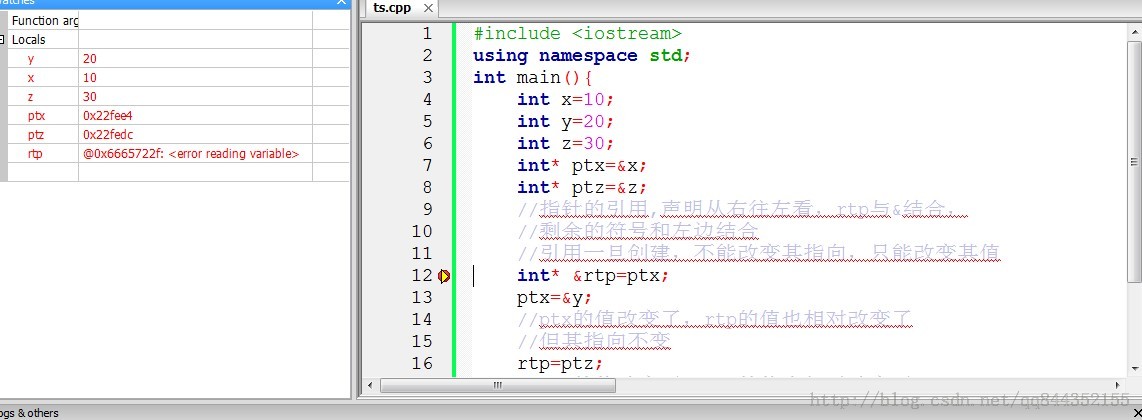 Function arg
Locals
y 20
x 10
z 30
ptx 0x22fee4
ptz 0x22fedc
rtp @0x6665722f: <error reading variable>
ts.cpp
1 #include <iostream>
2 using namespace std;
3 int main(){
4 int x=10;
5 int y=20;
6 int z=30;
7 int* ptx=&x;
8 int* ptz=&z;
9 //指针的引用,声明从右往左看，rtp与&结合，
10 //剩余的符号和左边结合
11 //引用一旦创建，不能改变其指向，只能改变其值
12 int* &rtp=ptx;
13 ptx=&y;
14 //ptx的值改变了，rtp的值也相对改变了
15 //但其指向不变
16 rtp=ptz;
http://blog.csdn.net/qq844352155
ogs & others